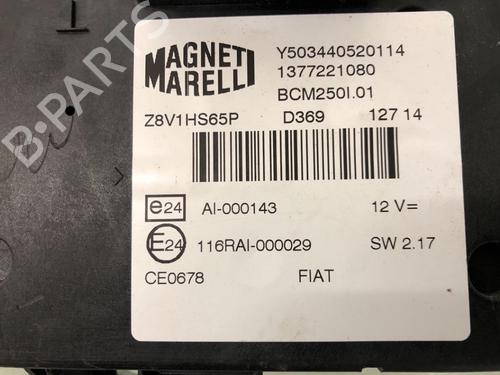 MAGNETI
MARELLI
Y503440520114
1377221080
BCM250I.01
Z8V1HS65P D369 127 14
e24 AI-000143 12 V=
E24 116RAI-000029 SW 2.17
CE0678 FIAT
B-PARTS